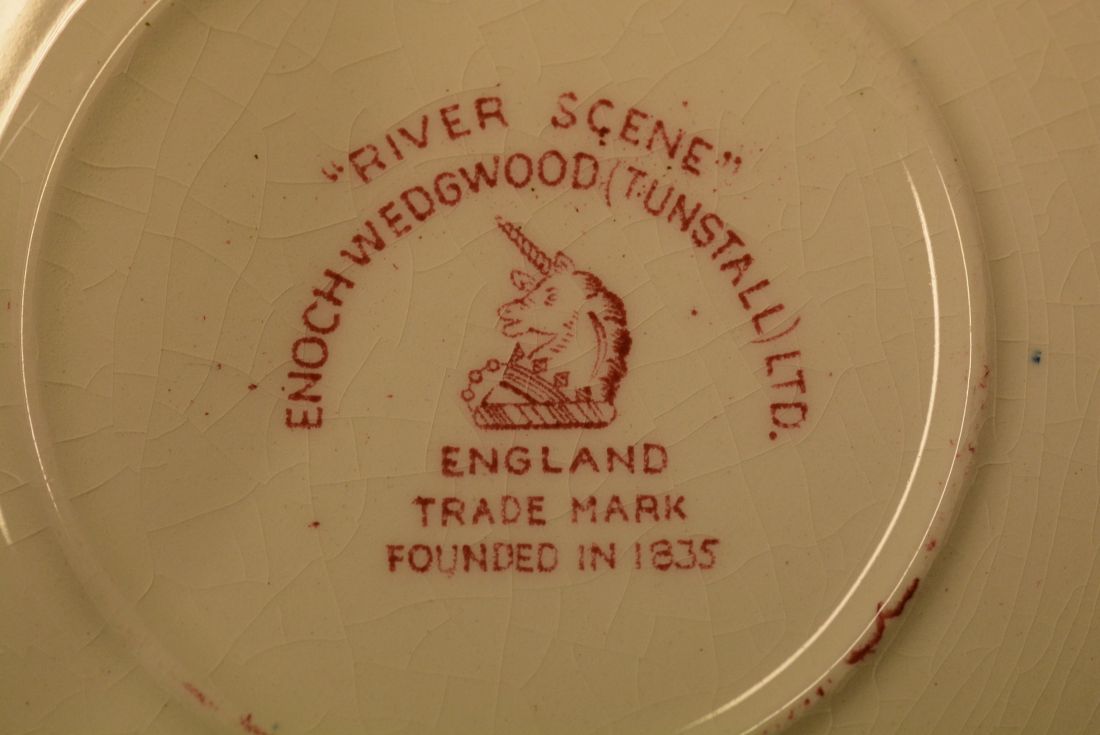 "RIVER SCENE"
ENOCH WEDGWOOD (TUNSTALL) LTD.
ENGLAND
TRADE MARK
FOUNDED IN 1835